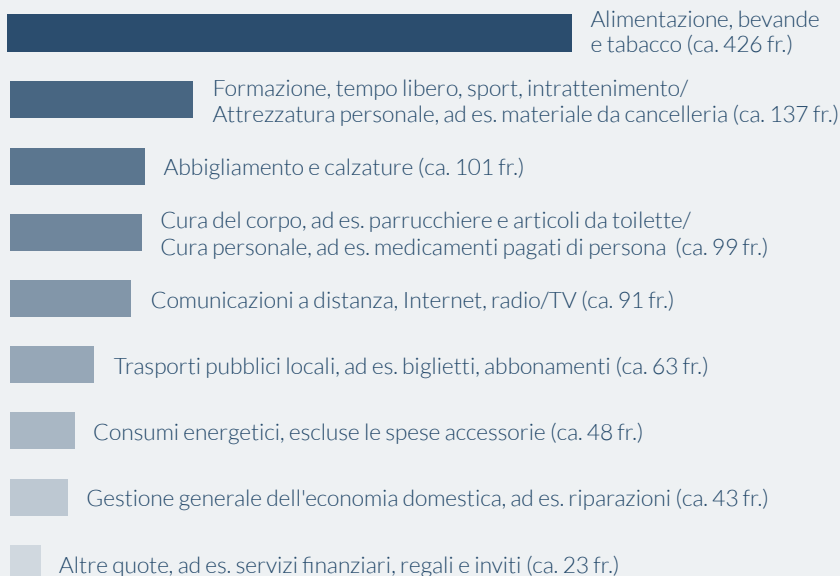 Alimentazione, bevande
e tabacco (ca. 426 fr.)
Formazione, tempo libero, sport, intrattenimento/
Attrezzatura personale, ad es. materiale da cancelleria (ca. 137 fr.)
Abbigliamento e calzature (ca. 101 fr.)
Cura del corpo, ad es. parrucchiere e articoli da toilette/
Cura personale, ad es. medicamenti pagati di persona (ca. 99 fr.)
Comunicazioni a distanza, Internet, radio/TV (ca. 91 fr.)
Trasporti pubblici locali, ad es. biglietti, abbonamenti (ca. 63 fr.)
Consumi energetici, escluse le spese accessorie (ca. 48 fr.)
Gestione generale dell'economia domestica, ad es. riparazioni (ca. 43 fr.)
Altre quote, ad es. servizi finanziari, regali e inviti (ca. 23 fr.)